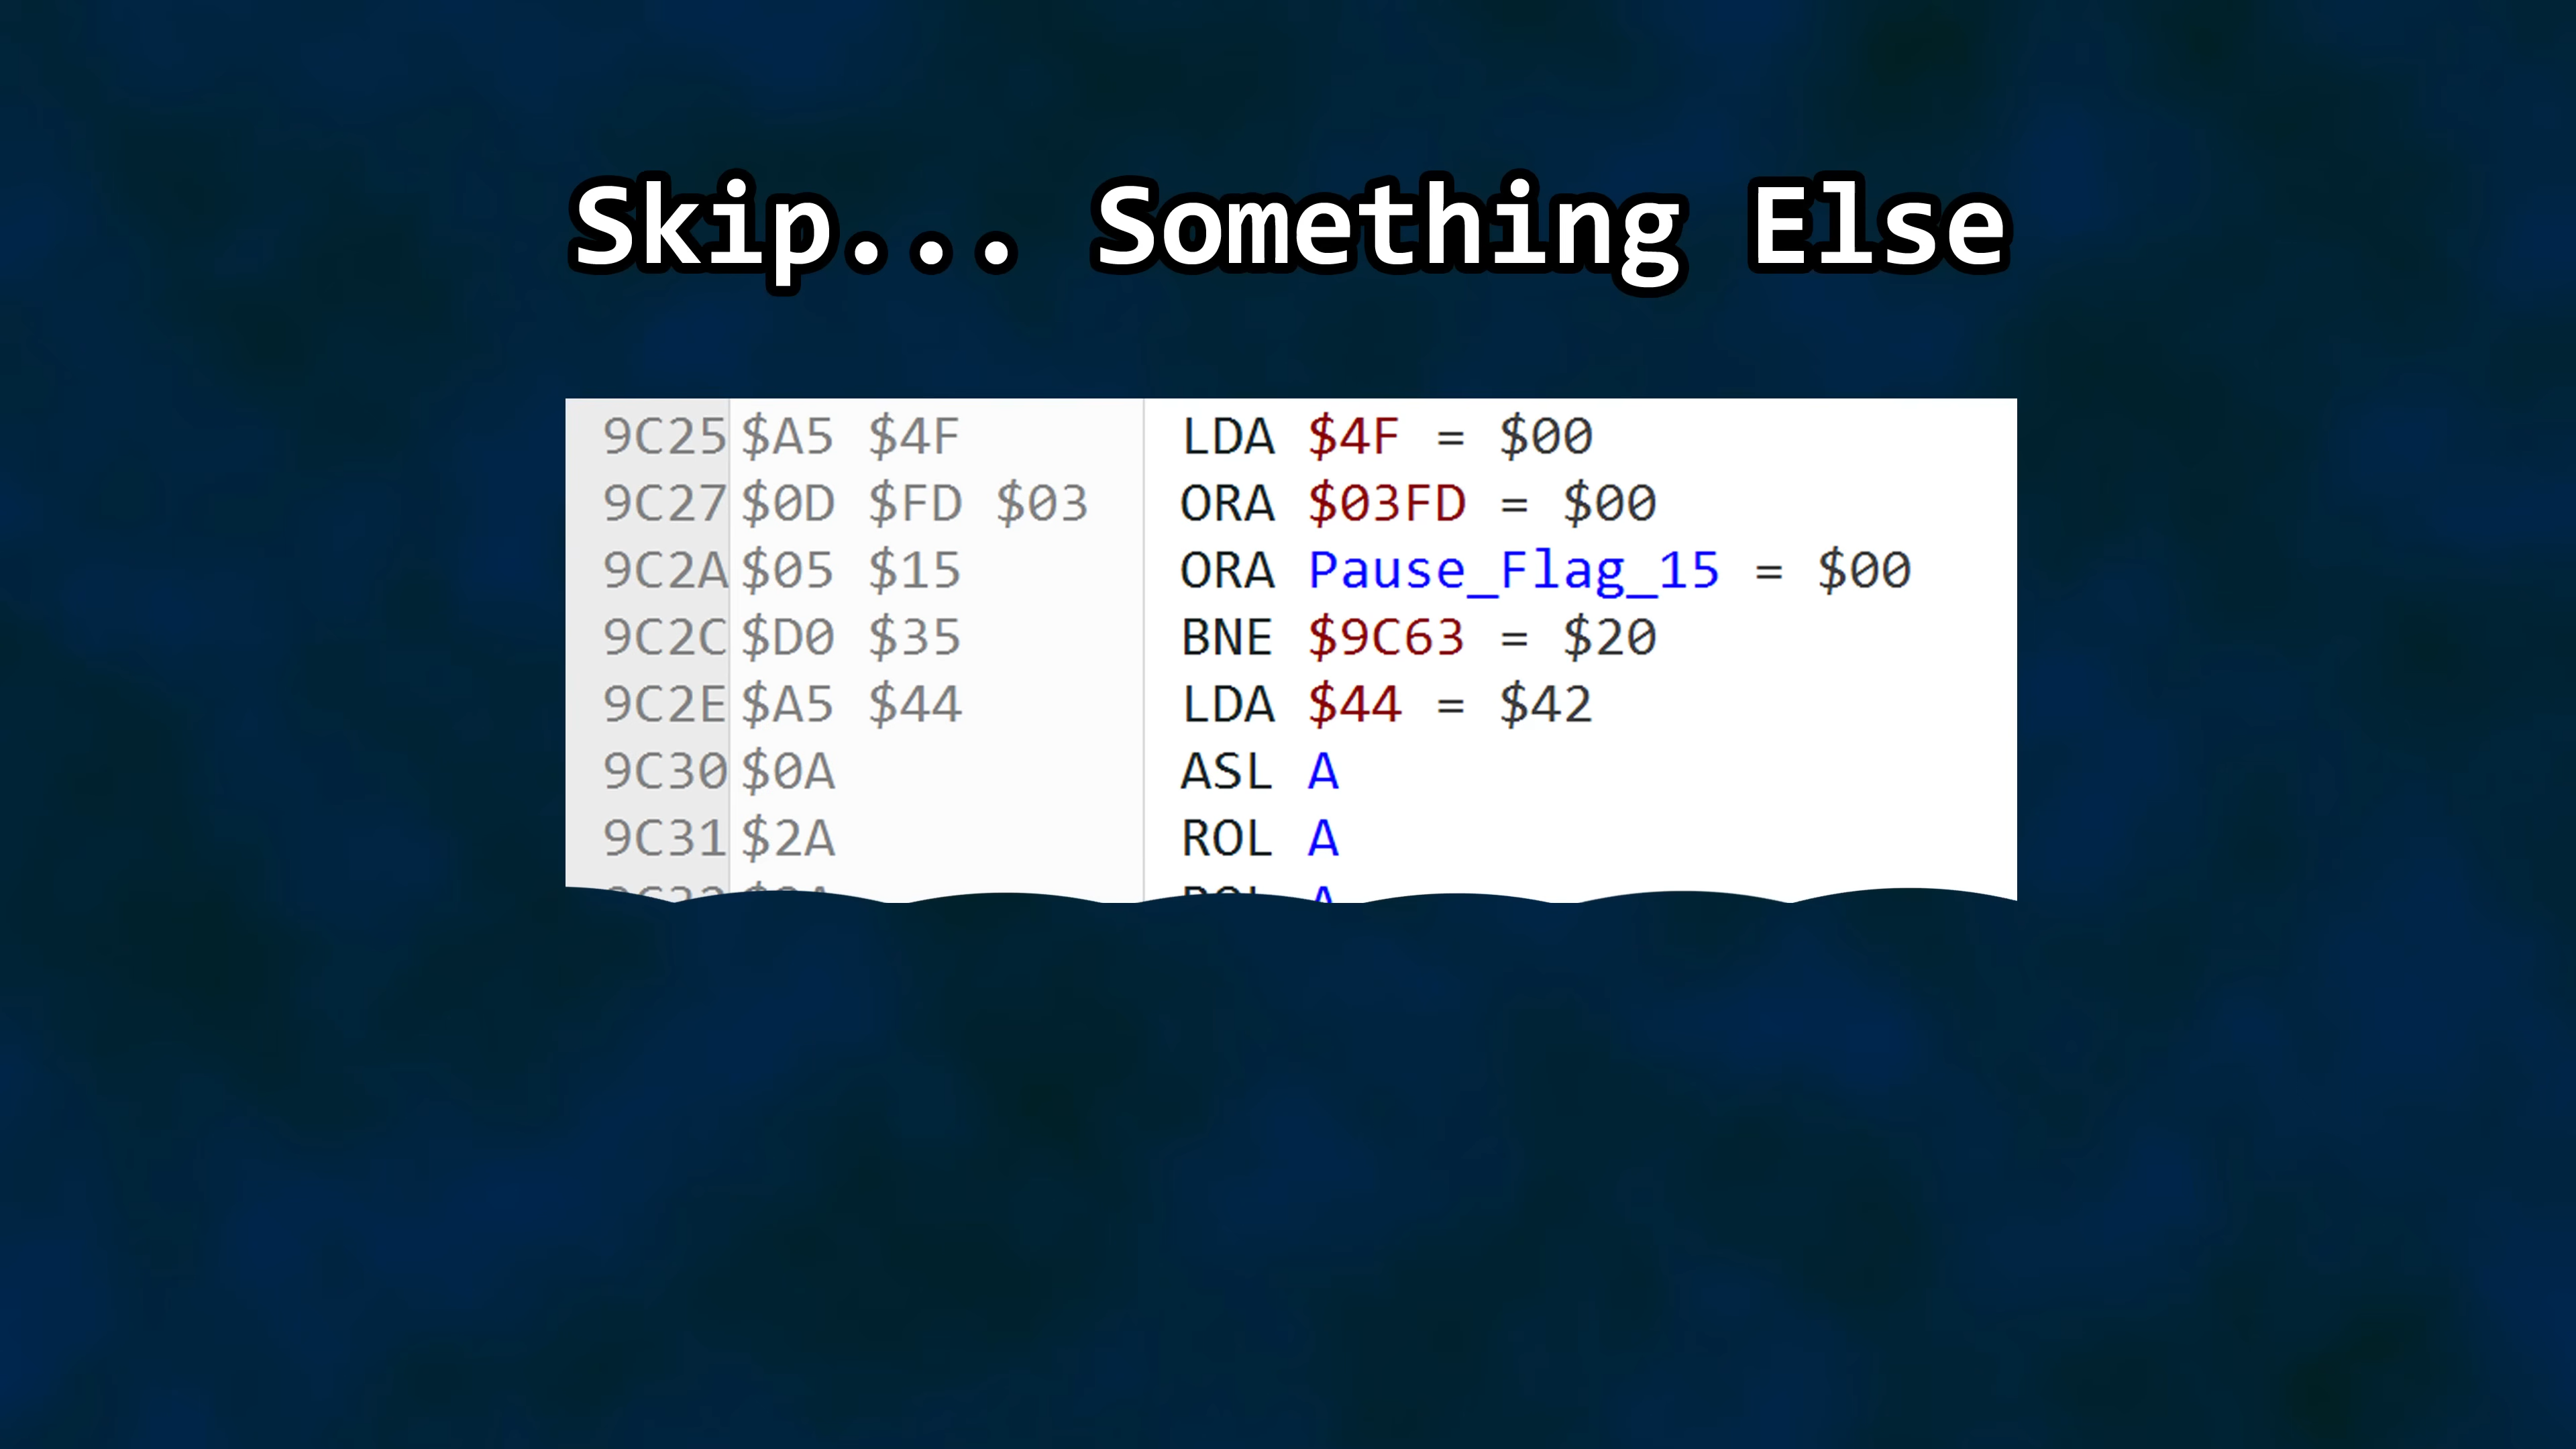 Skip... Something Else
9C25 $A5 $4F LDA $4F = $00
9C27 $0D $FD $03 ORA $03FD = $00
9C2A $05 $15 ORA Pause_Flag_15 = $00
9C2C $D0 $35 BNE $9C63 = $20
9C2E $A5 $44 LDA $44 = $42
9C30 $0A ASL A
9C31 $2A ROL A